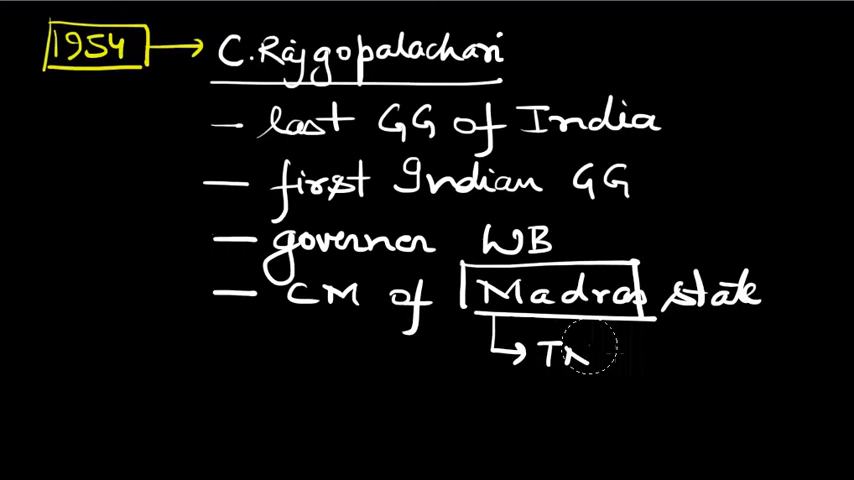 1954 → C. Rajgopalachari
- last GG of India
- first Indian GG
- governer WB
- CM of Madras state
↳ TN